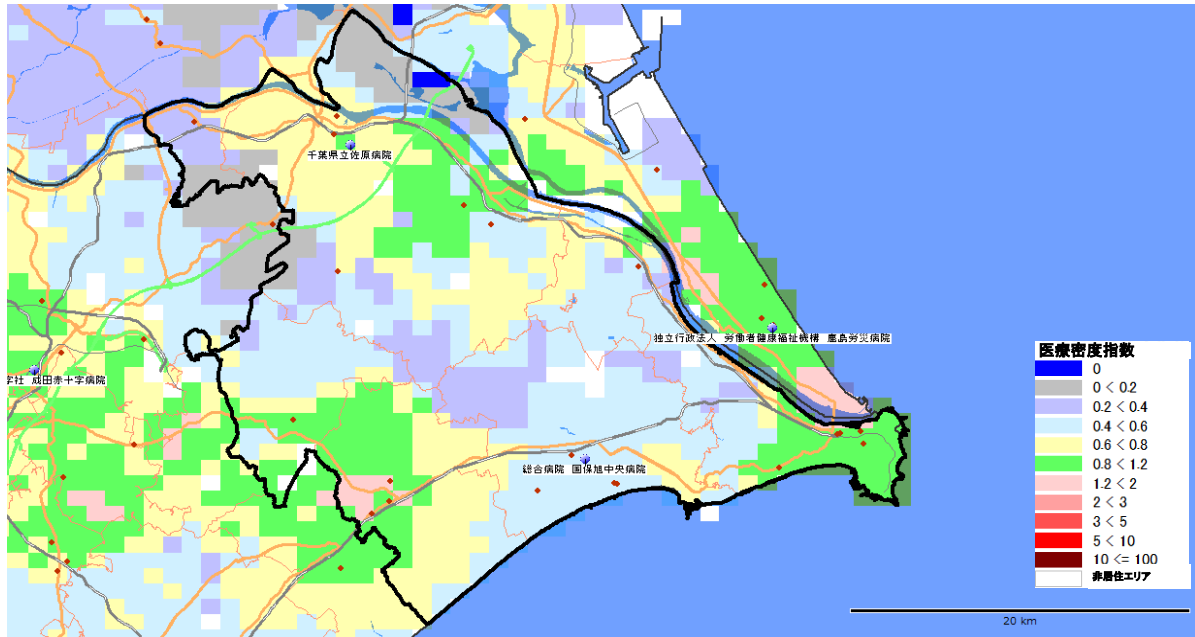 千葉県立佐原病院
独立行政法人 労働者健康福祉機構 鹿島労災病院
字社 成田赤十字病院
総合病院 国保旭中央病院
医療密度指数
0
0 < 0.2
0.2 < 0.4
0.4 < 0.6
0.6 < 0.8
0.8 < 1.2
1.2 < 2
2 < 3
3 < 5
5 < 10
10 <= 100
非居住エリア
20 km